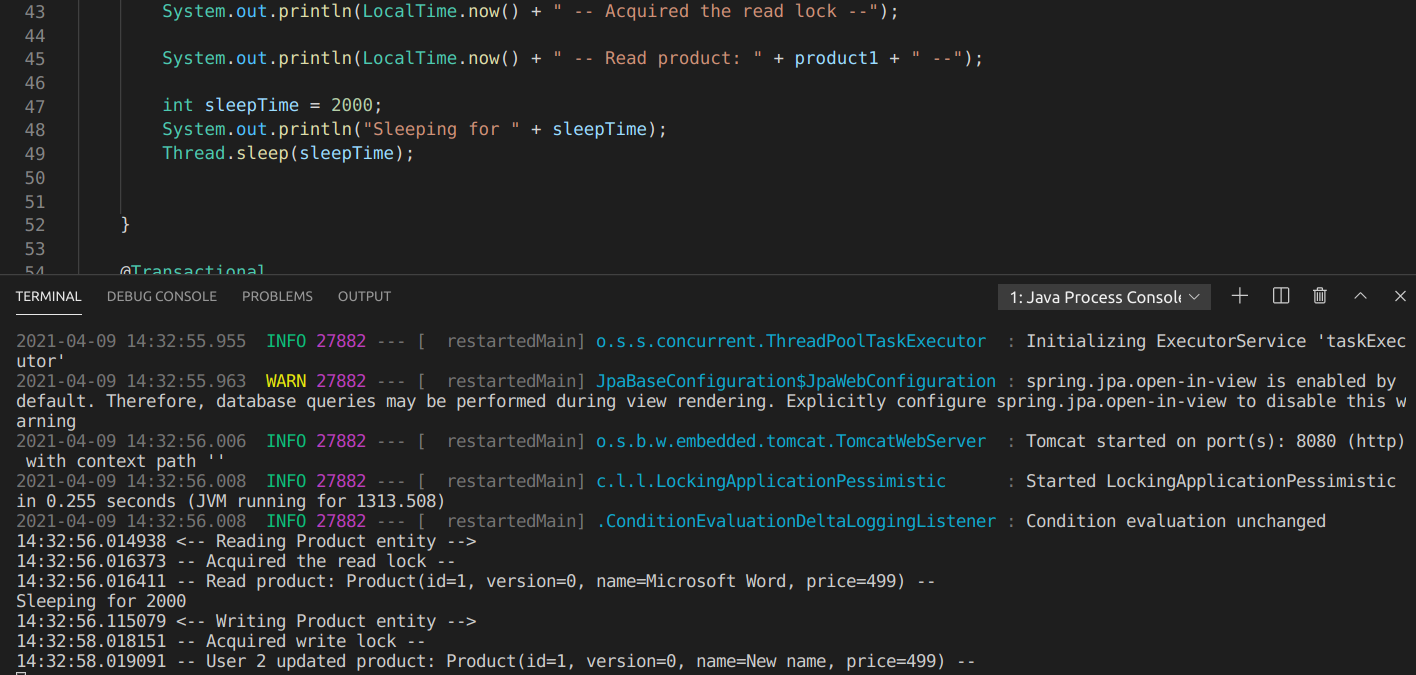 43 System.out.println(LocalTime.now() + " -- Acquired the read lock --");
44
45 System.out.println(LocalTime.now() + " -- Read product: " + product1 + " --");
46
47 int sleepTime = 2000;
48 System.out.println("Sleeping for " + sleepTime);
49 Thread.sleep(sleepTime);
50
51
52 }
53
54 @Transactional
TERMINAL DEBUG CONSOLE PROBLEMS OUTPUT 1: Java Process Console
2021-04-09 14:32:55.955 INFO 27882 --- [ restartedMain] o.s.s.concurrent.ThreadPoolTaskExecutor : Initializing ExecutorService 'taskExec
utor'
2021-04-09 14:32:55.963 WARN 27882 --- [ restartedMain] JpaBaseConfiguration$JpaWebConfiguration : spring.jpa.open-in-view is enabled by
default. Therefore, database queries may be performed during view rendering. Explicitly configure spring.jpa.open-in-view to disable this w
arning
2021-04-09 14:32:56.006 INFO 27882 --- [ restartedMain] o.s.b.w.embedded.tomcat.TomcatWebServer : Tomcat started on port(s): 8080 (http)
with context path ''
2021-04-09 14:32:56.008 INFO 27882 --- [ restartedMain] c.l.l.LockingApplicationPessimistic : Started LockingApplicationPessimistic
in 0.255 seconds (JVM running for 1313.508)
2021-04-09 14:32:56.008 INFO 27882 --- [ restartedMain] .ConditionEvaluationDeltaLoggingListener : Condition evaluation unchanged
14:32:56.014938 <-- Reading Product entity -->
14:32:56.016373 -- Acquired the read lock --
14:32:56.016411 -- Read product: Product(id=1, version=0, name=Microsoft Word, price=499) --
Sleeping for 2000
14:32:56.115079 <-- Writing Product entity -->
14:32:58.018151 -- Acquired write lock --
14:32:58.019091 -- User 2 updated product: Product(id=1, version=0, name=New name, price=499) --